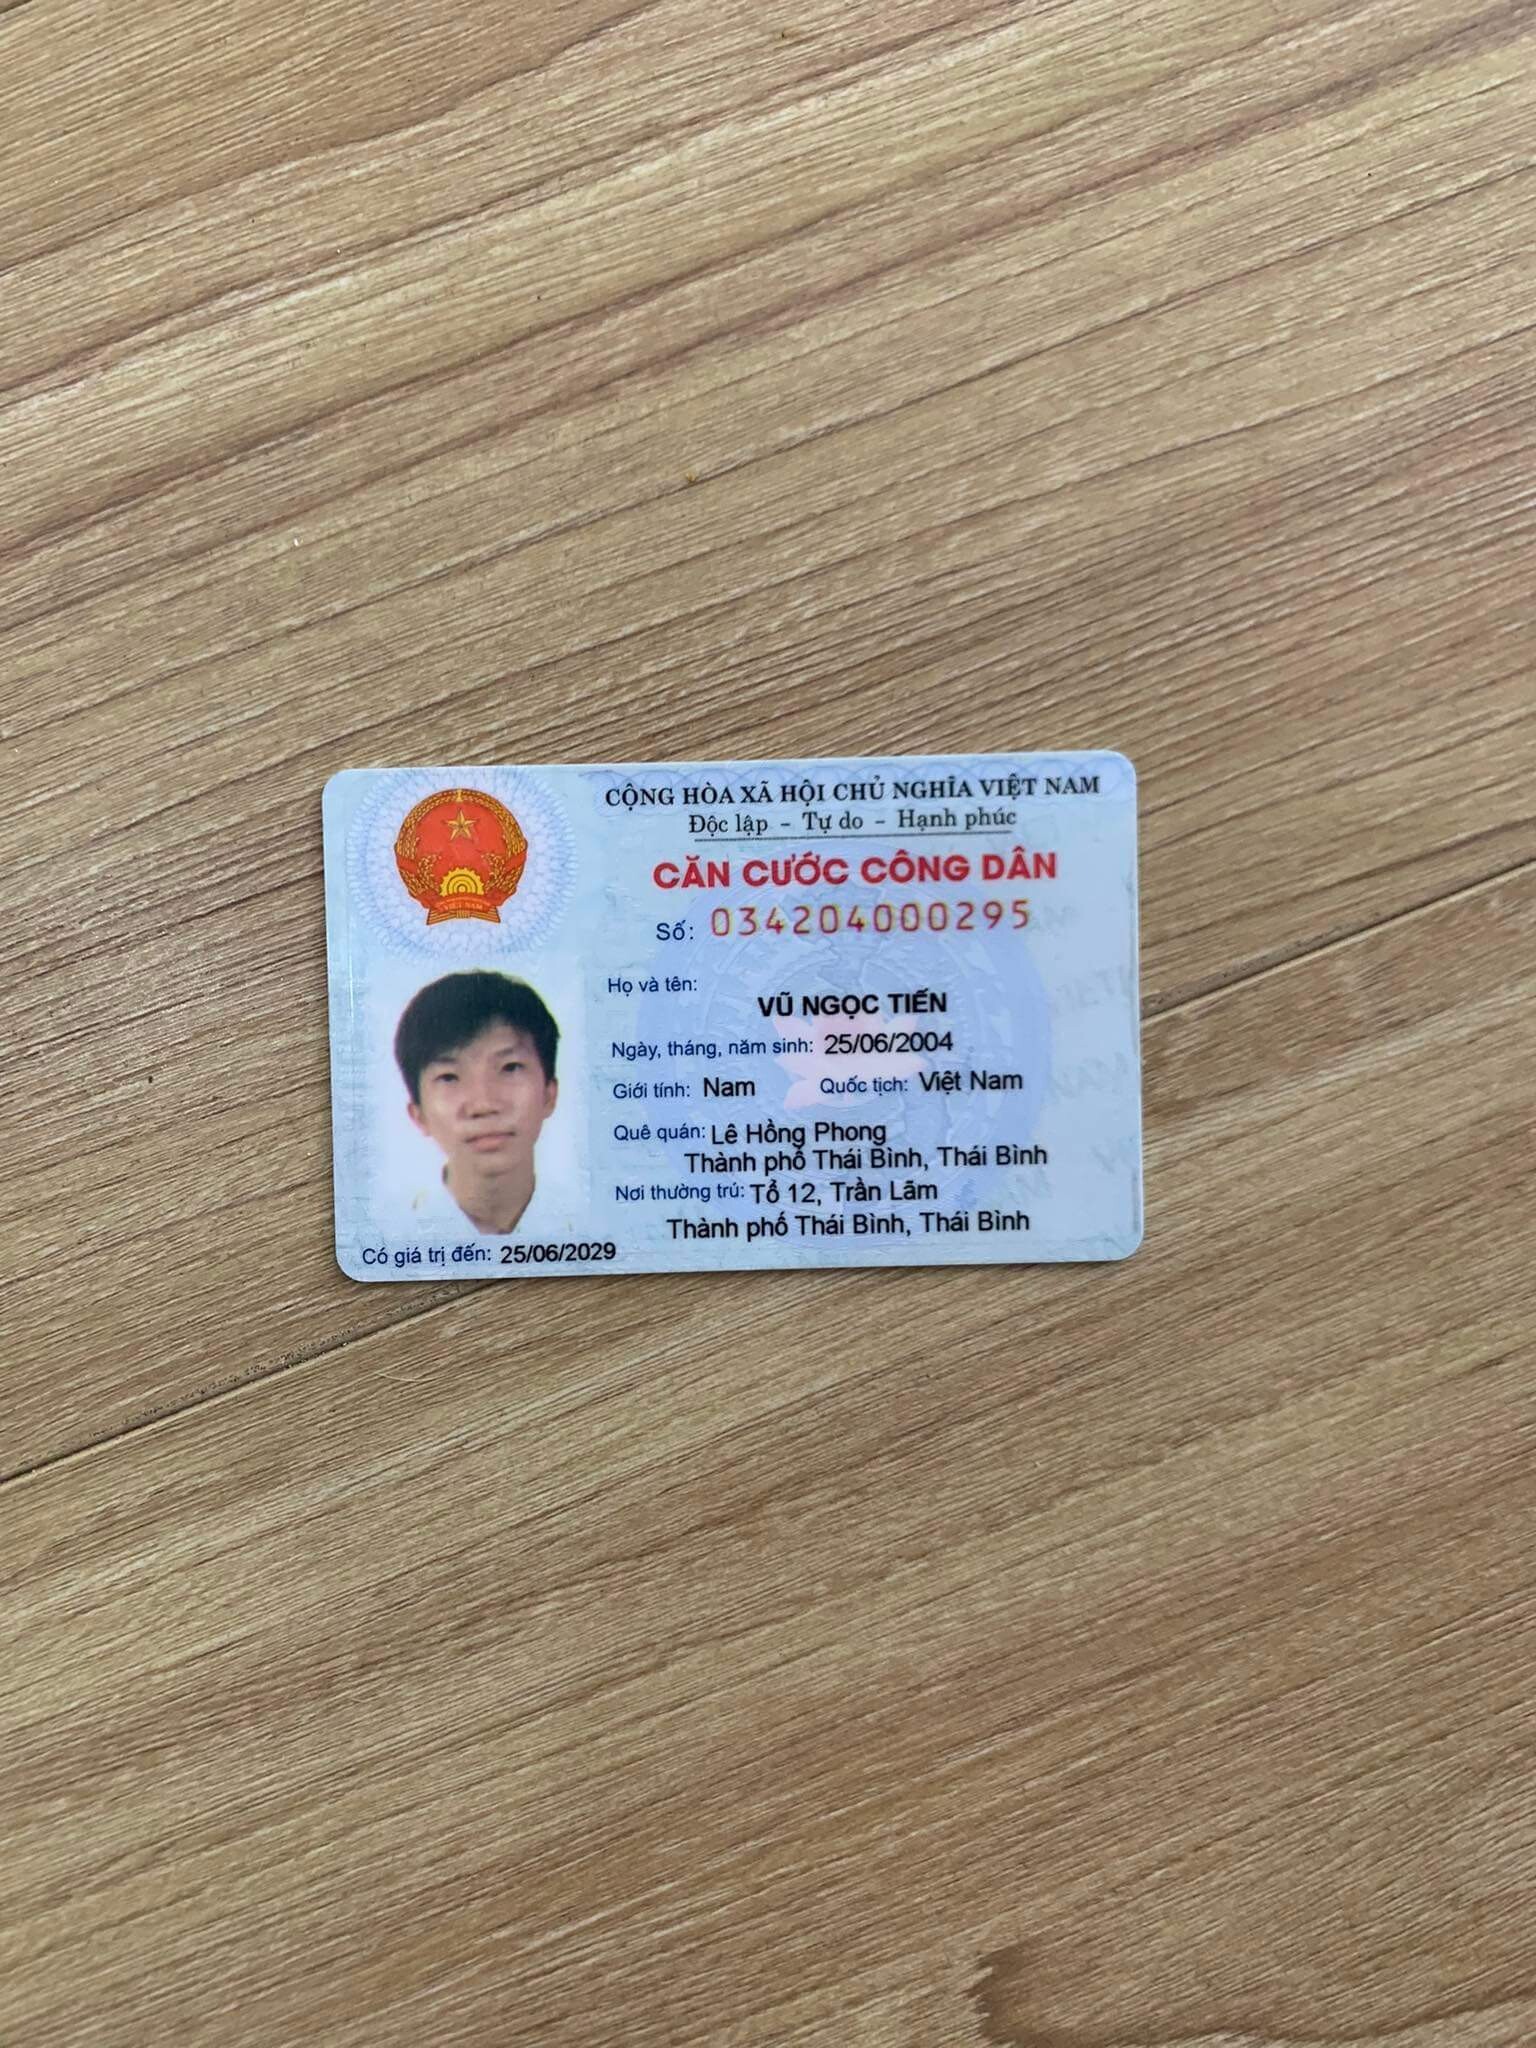 CỘNG HÒA XÃ HỘI CHỦ NGHĨA VIỆT NAM
Độc lập - Tự do - Hạnh phúc
CĂN CƯỚC CÔNG DÂN
Số: 034204000295
Họ và tên:
VŨ NGỌC TIẾN
Ngày, tháng, năm sinh: 25/06/2004
Giới tính: Nam Quốc tịch: Việt Nam
Quê quán: Lê Hồng Phong
Thành phố Thái Bình, Thái Bình
Nơi thường trú: Tổ 12, Trần Lãm
Thành phố Thái Bình, Thái Bình
Có giá trị đến: 25/06/2029
VIỆT NAM